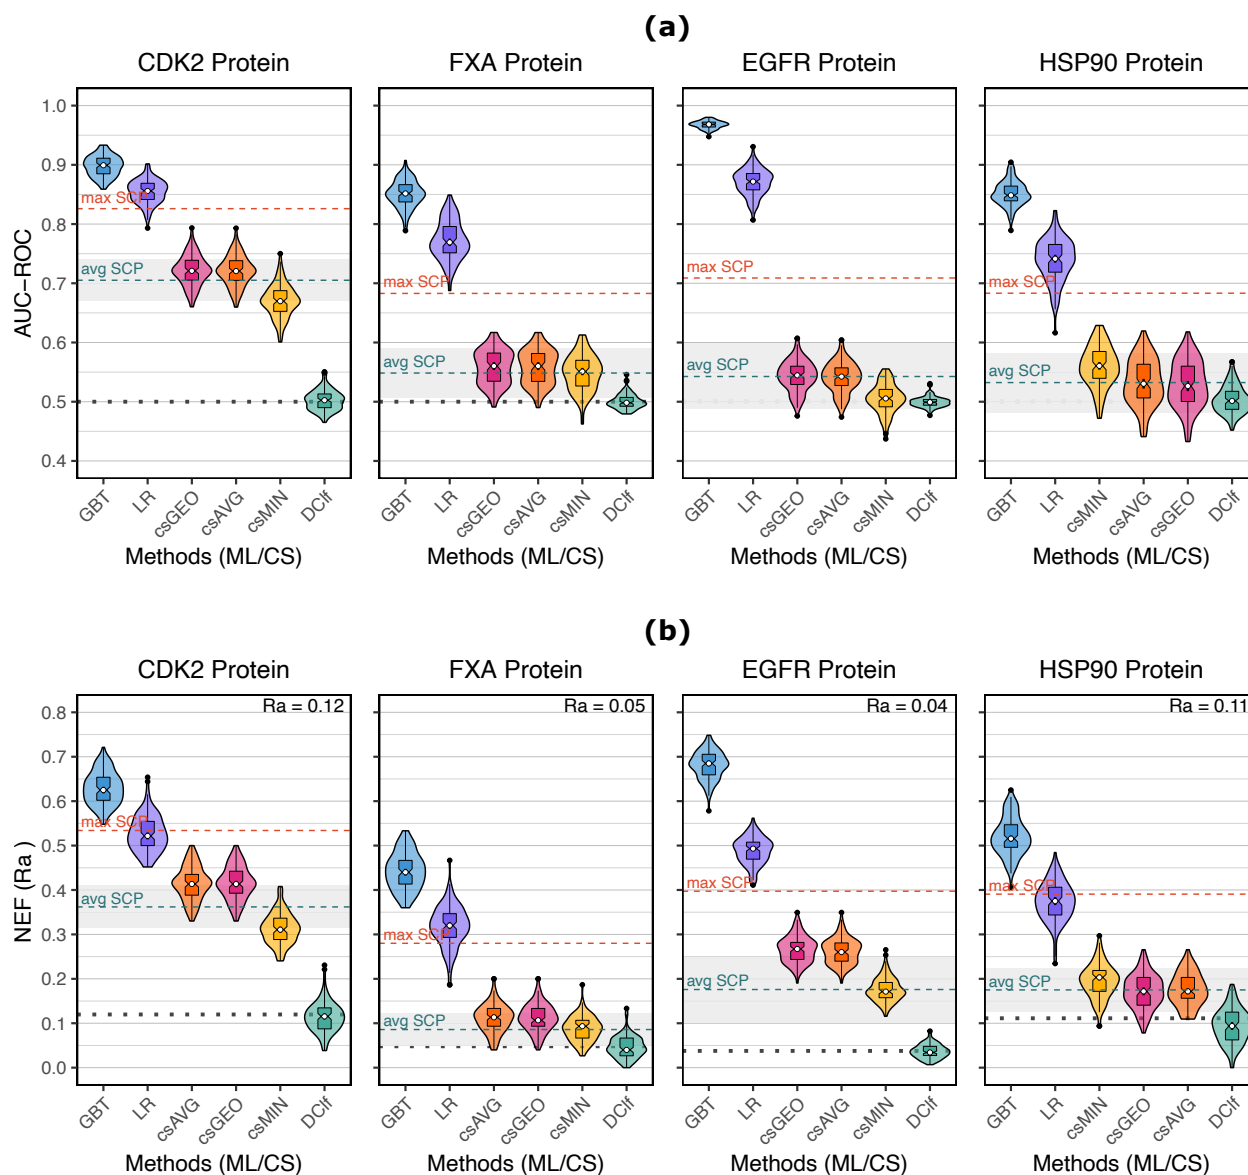 (a)
CDK2 Protein
FXA Protein
EGFR Protein
HSP90 Protein
AUC−ROC
1.0
0.9
0.8
0.7
0.6
0.5
0.4
max SCP
avg SCP
max SCP
avg SCP
max SCP
avg SCP
max SCP
avg SCP
GBT LR csGEO csAVG csMIN DClf
GBT LR csGEO csAVG csMIN DClf
GBT LR csGEO csAVG csMIN DClf
GBT LR csMIN csAVG csGEO DClf
Methods (ML/CS)
Methods (ML/CS)
Methods (ML/CS)
Methods (ML/CS)
(b)
CDK2 Protein
FXA Protein
EGFR Protein
HSP90 Protein
NEF (Ra )
0.8
0.7
0.6
0.5
0.4
0.3
0.2
0.1
0.0
Ra = 0.12
Ra = 0.05
Ra = 0.04
Ra = 0.11
max SCP
avg SCP
max SCP
avg SCP
max SCP
avg SCP
max SCP
avg SCP
GBT LR csAVG csGEO csMIN DClf
GBT LR csAVG csGEO csMIN DClf
GBT LR csGEO csAVG csMIN DClf
GBT LR csMIN csGEO csAVG DClf
Methods (ML/CS)
Methods (ML/CS)
Methods (ML/CS)
Methods (ML/CS)